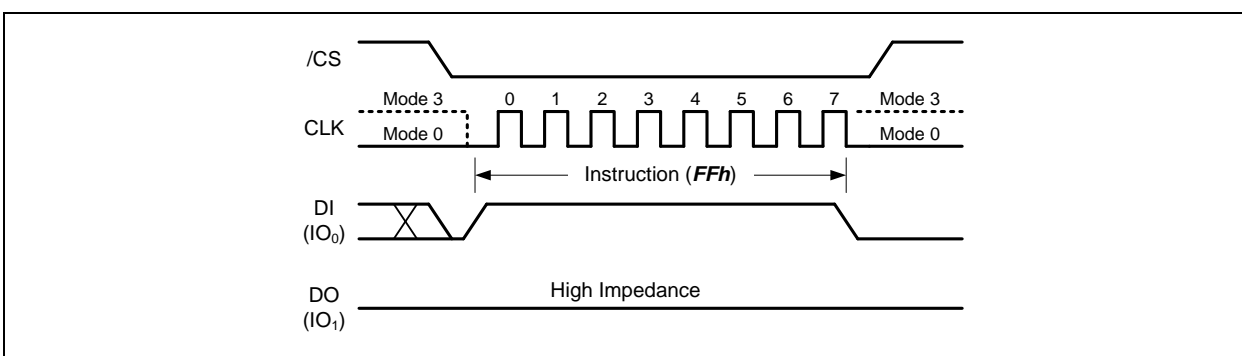 /CS
Mode 3 0 1 2 3 4 5 6 7 Mode 3
CLK
Mode 0 Mode 0
Instruction (FFh)
DI
(IO₀)
High Impedance
DO
(IO₁)